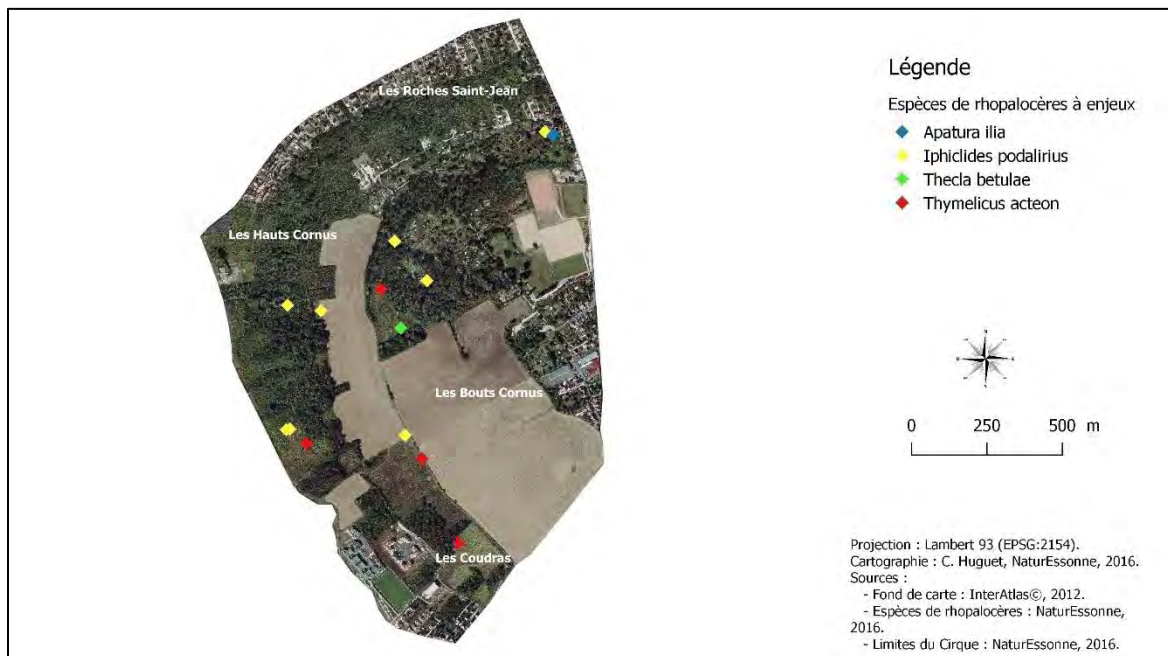 Les Roches Saint-Jean
Les Hauts Cornus
Les Bouts Cornus
Les Coudras
Légende
Espèces de rhopalocères à enjeux
Apatura ilia
Iphiclides podalirius
Thecla betulae
Thymelicus acteon
0 250 500 m
Projection : Lambert 93 (EPSG:2154).
Cartographie : C. Huguet, NaturEssonne, 2016.
Sources :
- Fond de carte : InterAtlas©, 2012.
- Espèces de rhopalocères : NaturEssonne,
2016.
- Limites du Cirque : NaturEssonne, 2016.